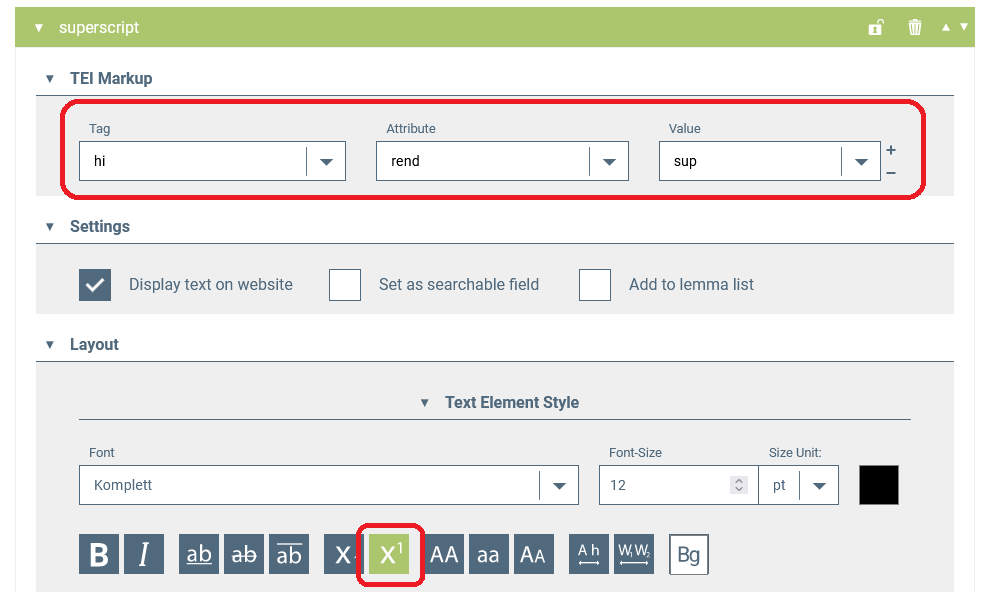 superscript
TEI Markup
Tag Attribute Value
hi rend sup
Settings
Display text on website Set as searchable field Add to lemma list
Layout
Text Element Style
Font Font-Size Size Unit:
Komplett 12 pt
B I ab ab ab X X1 AA aa AA A h W1W2 Bg